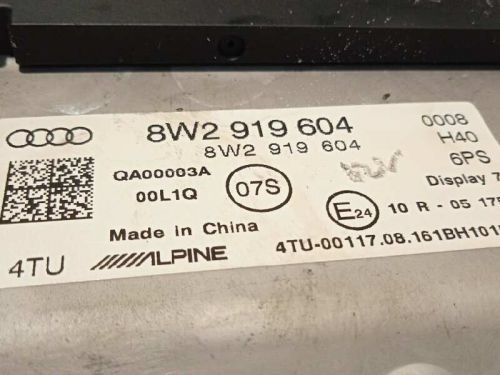 8W2 919 604
8W2 919 604
0008
H40
6PS
QA00003A
00L1Q
07S
Display 7
E24
10 R - 05 175
Made in China
4TU
ALPINE
4TU-00117.08.161BH101